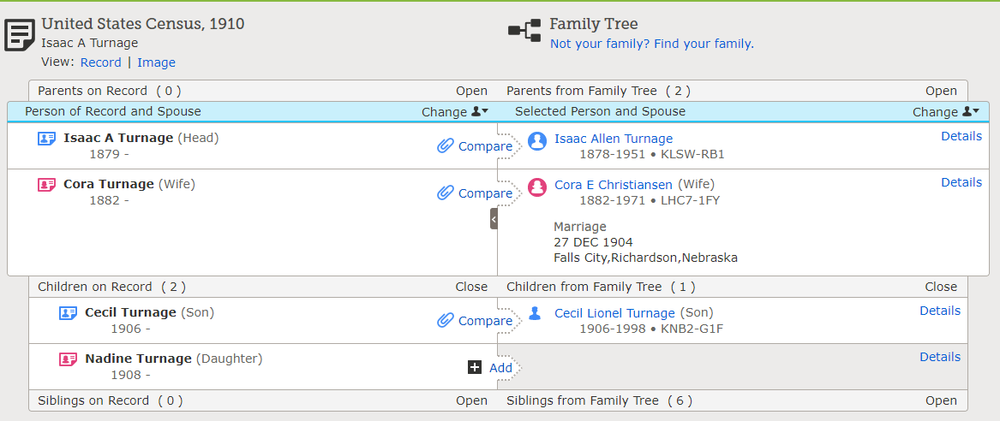 United States Census, 1910
Isaac A Turnage
View: Record | Image
Family Tree
Not your family? Find your family.
Parents on Record ( 0 ) Open Parents from Family Tree ( 2 ) Open
Person of Record and Spouse Change Selected Person and Spouse Change
Isaac A Turnage (Head) Compare Isaac Allen Turnage Details
1879 - 1878-1951 • KLSW-RB1
Cora Turnage (Wife) Compare Cora E Christiansen (Wife) Details
1882 - 1882-1971 • LHC7-1FY
Marriage
27 DEC 1904
Falls City,Richardson,Nebraska
Children on Record ( 2 ) Close Children from Family Tree ( 1 ) Close
Cecil Turnage (Son) Compare Cecil Lionel Turnage (Son) Details
1906 - 1906-1998 • KNB2-G1F
Nadine Turnage (Daughter) Add Details
1908 -
Siblings on Record ( 0 ) Open Siblings from Family Tree ( 6 ) Open